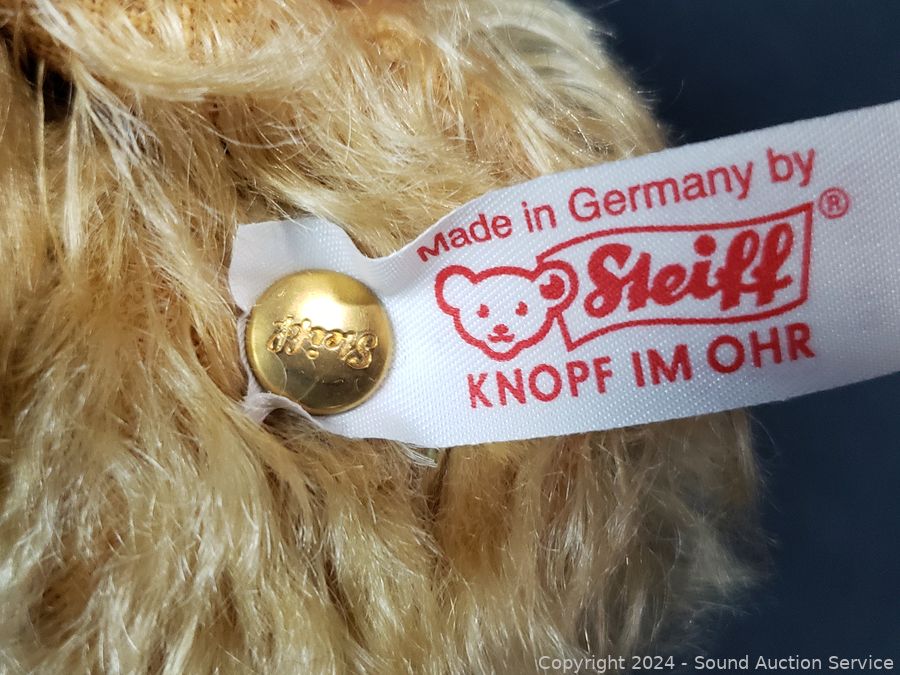 Made in Germany by
Steiff®
KNOPF IM OHR
Steiff
Copyright 2024 - Sound Auction Service